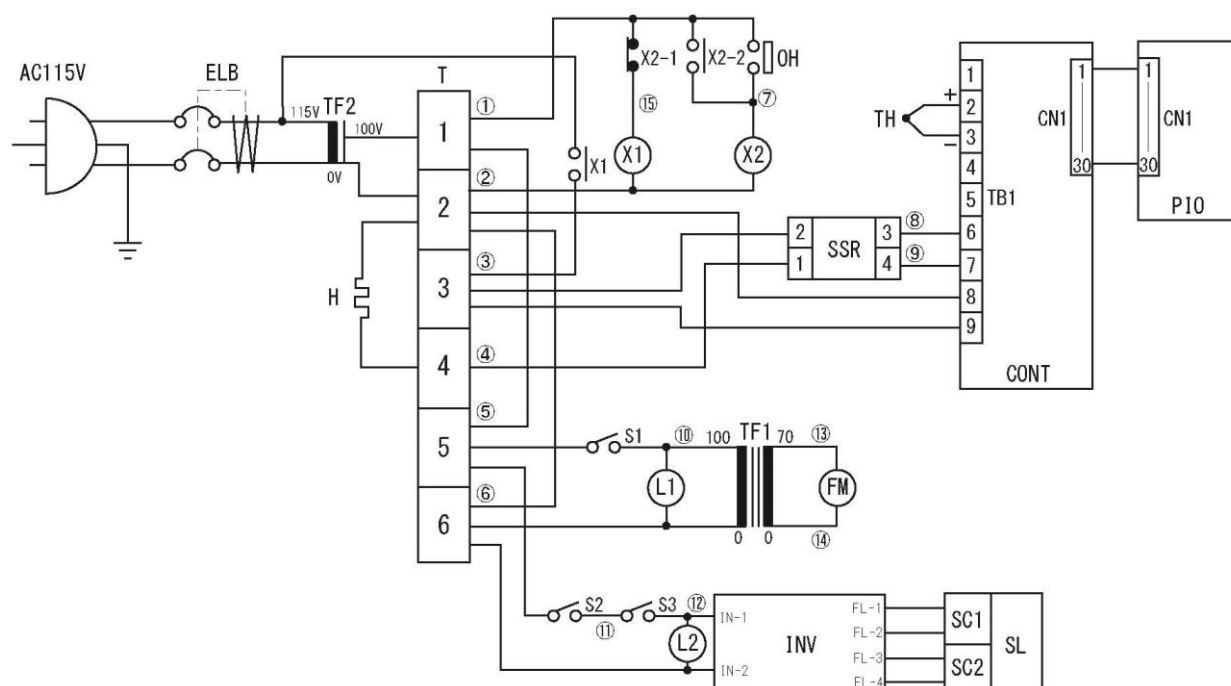 AC115V
ELB
115V
TF2
100V
0V
T
1
2
3
4
5
6
①
②
③
④
⑤
⑥
H
X1
X2-1
X2-2
OH
⑮
⑦
X1
X2
2
1
SSR
3
4
⑧
⑨
TH
+
−
1
2
3
4
5
6
7
8
9
TB1
CONT
1
30
CN1
1
30
CN1
PIO
S1
⑩
L1
100
TF1
70
0
0
⑬
FM
⑭
S2
⑪
S3
⑫
L2
IN-1
IN-2
INV
FL-1
FL-2
FL-3
FL-4
SC1
SC2
SL